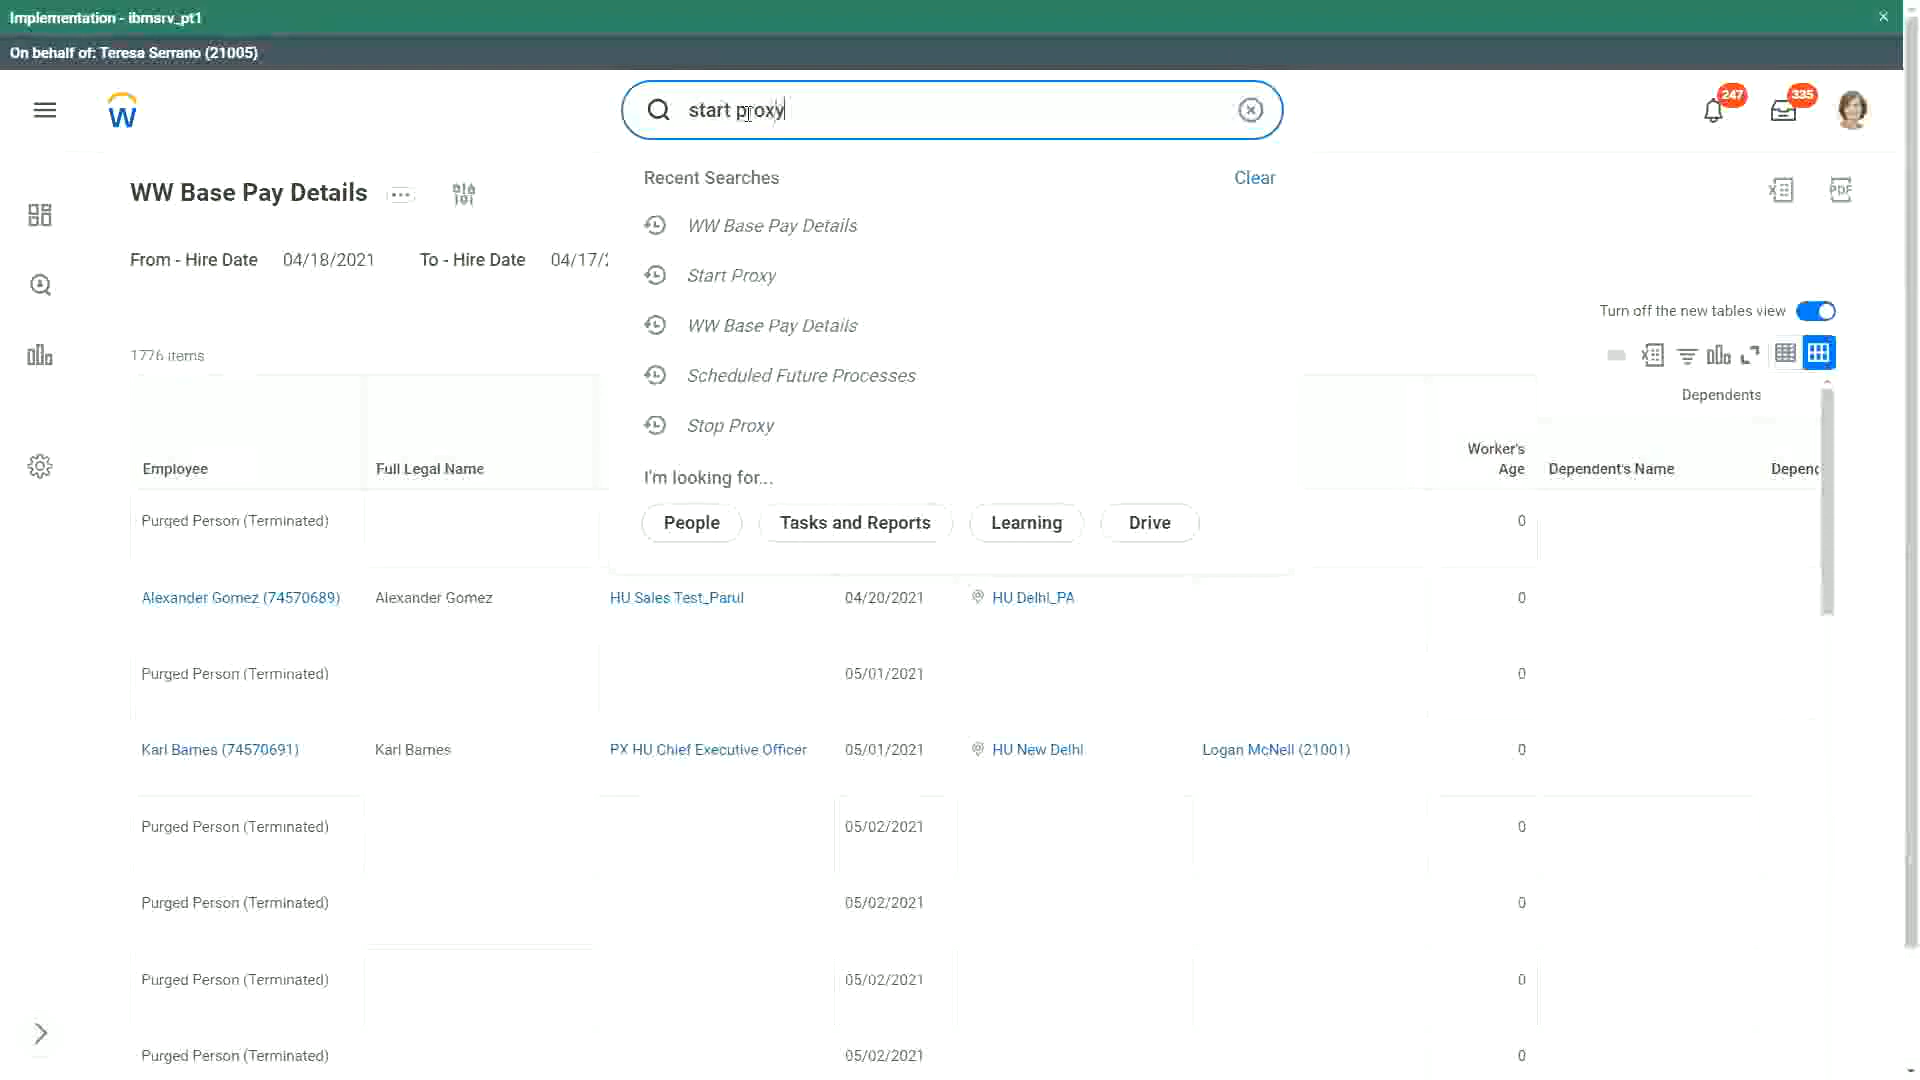 Implementation - ibmsrv_pt1
On behalf of: Teresa Serrano (21005)
W
start proxy
247
335
Recent Searches
Clear
WW Base Pay Details
Start Proxy
WW Base Pay Details
Scheduled Future Processes
Stop Proxy
I'm looking for...
People
Tasks and Reports
Learning
Drive
WW Base Pay Details
PDF
From - Hire Date 04/18/2021 To - Hire Date 04/17/
Turn off the new tables view
1776 items
Dependents
Employee Full Legal Name Worker's Age Dependent's Name Depend
Purged Person (Terminated) 0
Alexander Gomez (74570689) Alexander Gomez HU Sales Test_Parul 04/20/2021 HU Delhi_PA 0
Purged Person (Terminated) 05/01/2021 0
Karl Barnes (74570691) Karl Barnes PX HU Chief Executive Officer 05/01/2021 HU New Delhi Logan McNeil (21001) 0
Purged Person (Terminated) 05/02/2021 0
Purged Person (Terminated) 05/02/2021 0
Purged Person (Terminated) 05/02/2021 0
Purged Person (Terminated) 05/02/2021 0